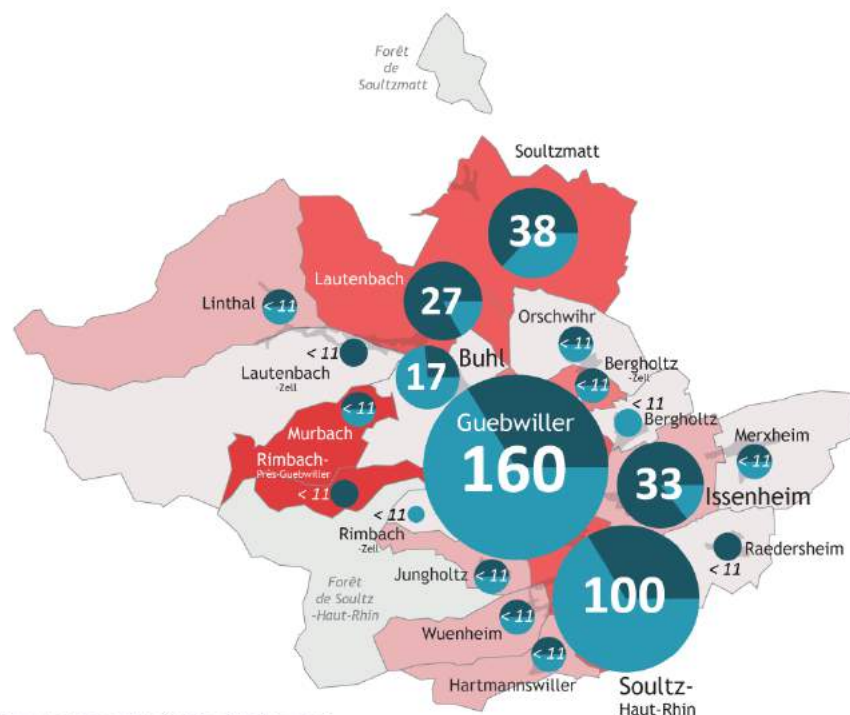 Forêt
de
Soultzmatt
Soultzmatt
38
Lautenbach
27
Linthal
< 11
Orschwihr
< 11
< 11
Lautenbach
-Zell
Buhl
17
Bergholtz
-Zell
< 11
< 11
Bergholtz
Murbach
< 11
Guebwiller
160
Merxheim
< 11
Rimbach-
Près-Guebwiller
< 11
33
Issenheim
< 11
Rimbach
-Zell
Raedersheim
< 11
Jungholtz
< 11
Forêt
de Soultz
-Haut-Rhin
100
Wuenheim
< 11
< 11
Hartmannswiller
Soultz-
Haut-Rhin